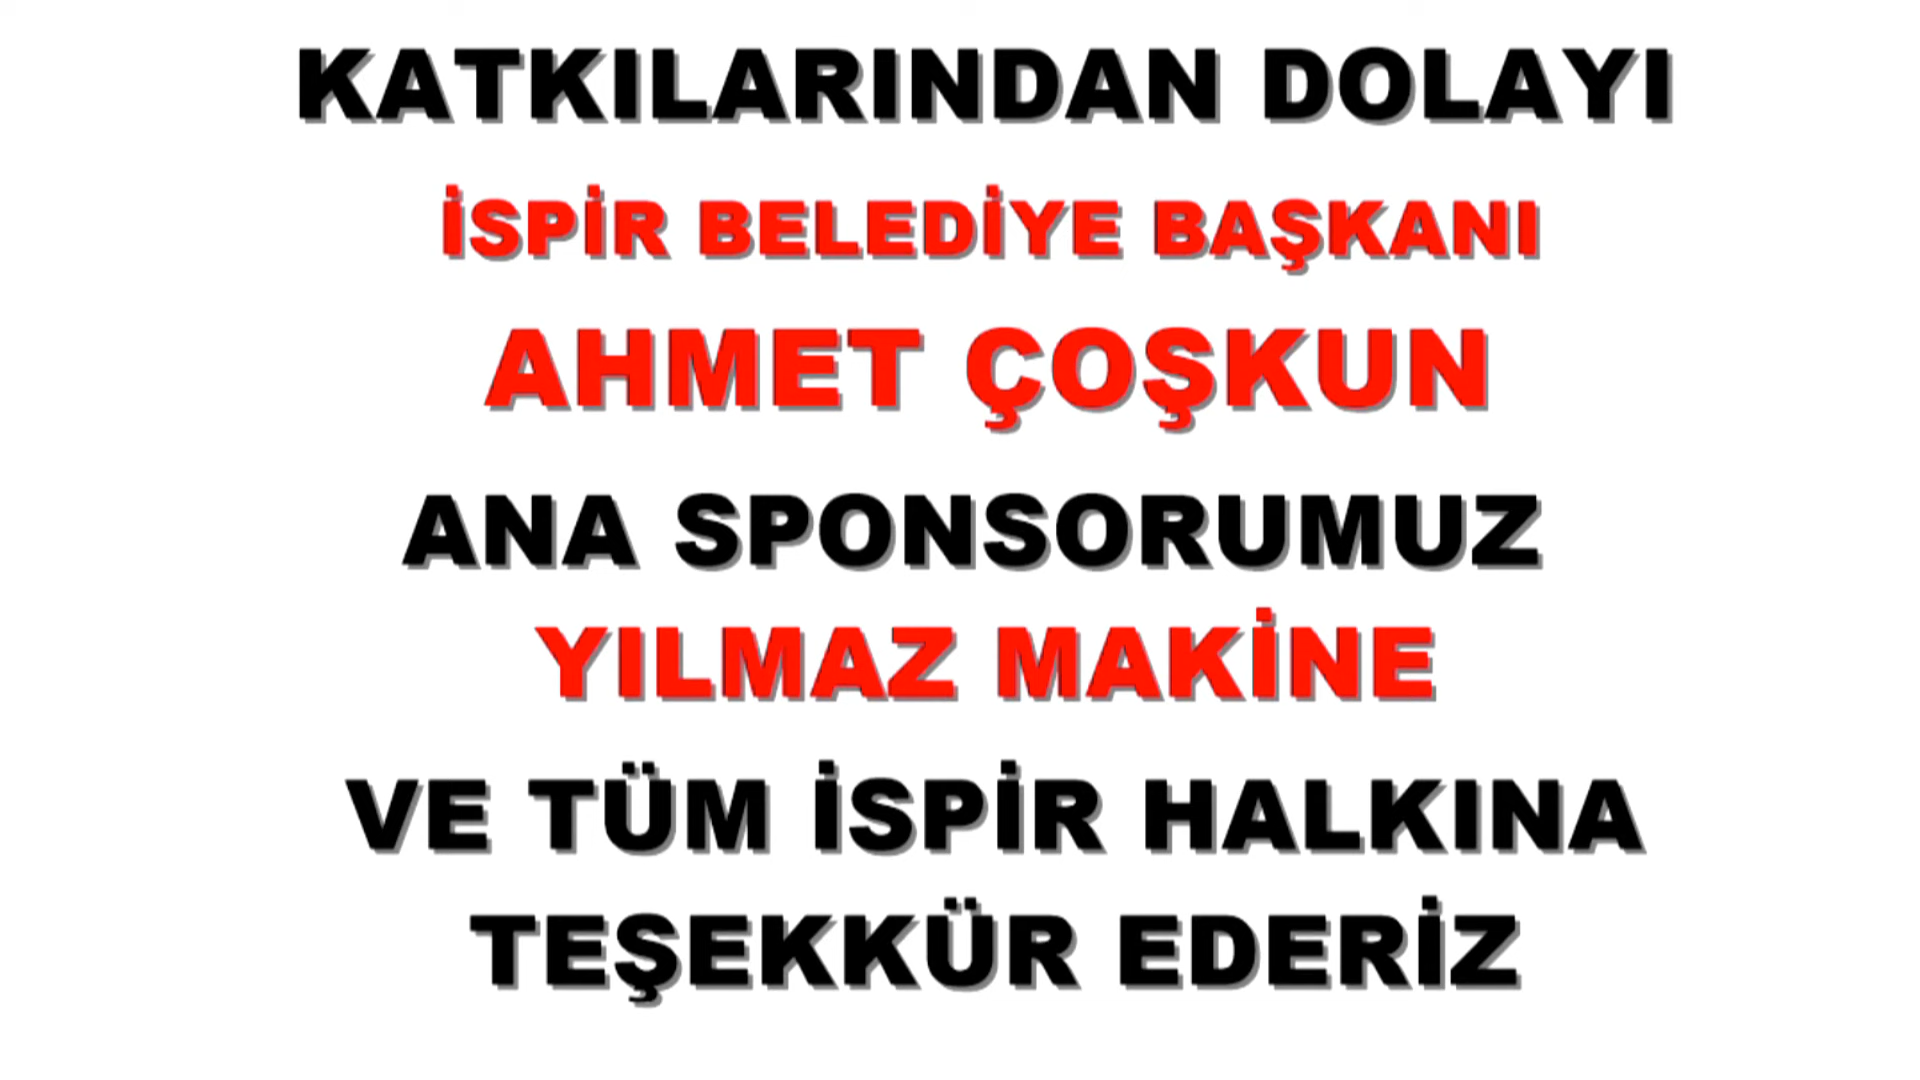 KATKILARINDAN DOLAYI
İSPİR BELEDİYE BAŞKANI
AHMET ÇOŞKUN
ANA SPONSORUMUZ
YILMAZ MAKİNE
VE TÜM İSPİR HALKINA
TEŞEKKÜR EDERİZ